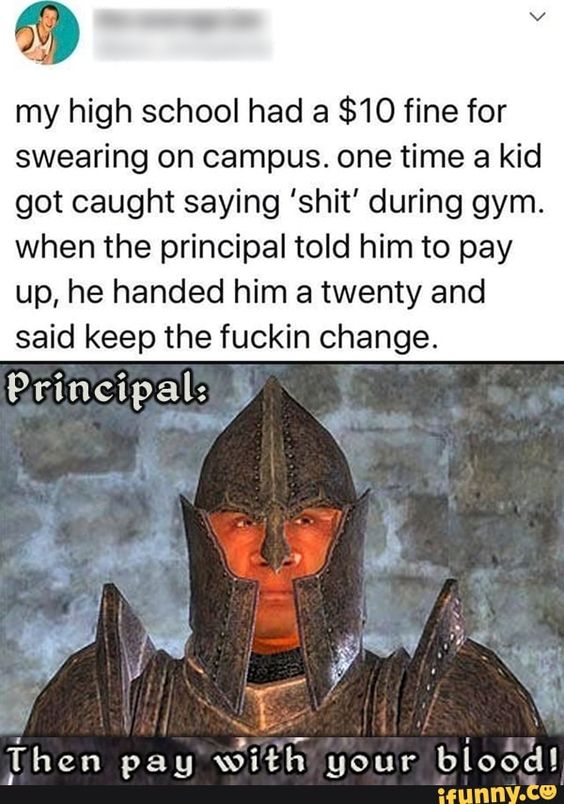 my high school had a $10 fine for
swearing on campus. one time a kid
got caught saying 'shit' during gym.
when the principal told him to pay
up, he handed him a twenty and
said keep the fuckin change.
Principal:
Then pay with your blood!
ifunny.co